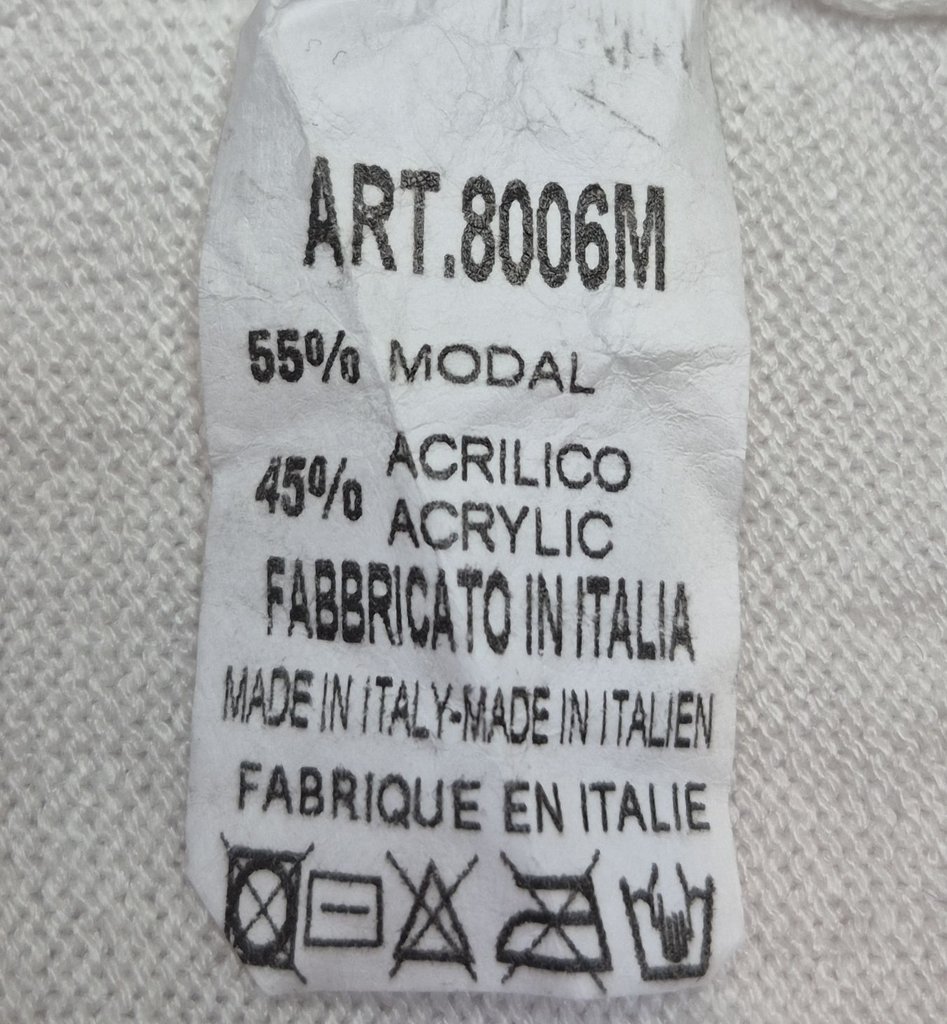 ART.8006M
55% MODAL
45% ACRILICO
ACRYLIC
FABBRICATO IN ITALIA
MADE IN ITALY-MADE IN ITALIEN
FABRIQUE EN ITALIE